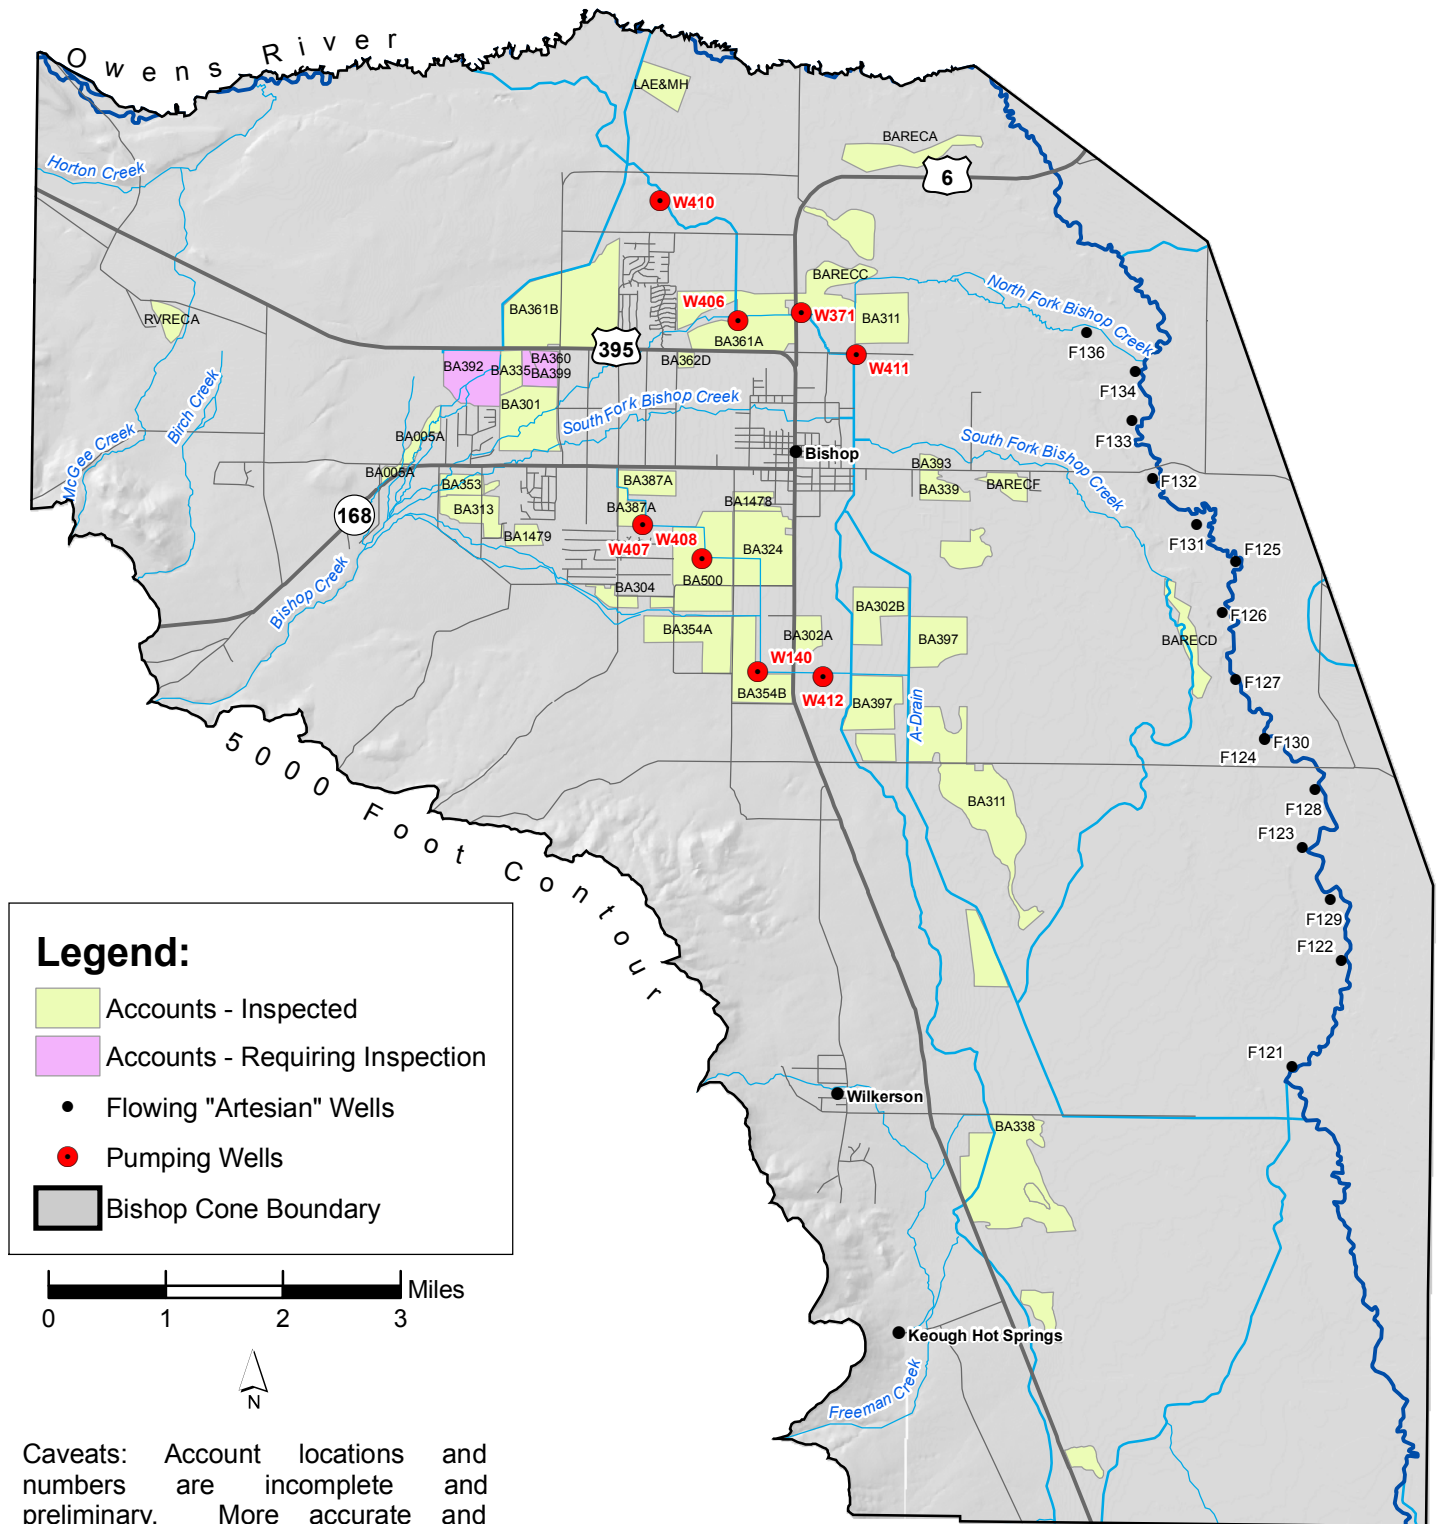 Owens River
LAE&MH
BARECA
6
Horton Creek
W410
BARECC
North Fork Bishop Creek
W406
W371
BA361B
BA311
RVRECA
BA361A
F136
395
BA392
BA335
BA360
BA399
BA362D
W411
F134
Birch Creek
BA301
South Fork Bishop Creek
F133
McGee Creek
BA005A
South Fork Bishop Creek
Bishop
BA005A
BA393
BA353
BA387A
BA339
BARECF
F132
BA313
BA387A
BA1478
168
W407
W408
F131
BA1479
BA324
F125
BA500
Bishop Creek
BA304
BA302B
F126
BA354A
BA302A
BA397
BARECD
W140
F127
BA354B
W412
BA397
A-Drain
F130
F124
5000 Foot Contour
BA311
F128
F123
F129
F122
F121
Wilkerson
BA338
Keough Hot Springs
Freeman Creek
Legend:
Accounts - Inspected
Accounts - Requiring Inspection
Flowing "Artesian" Wells
Pumping Wells
Bishop Cone Boundary
Miles
0 1 2 3
N
Caveats: Account locations and
numbers are incomplete and
preliminary. More accurate and